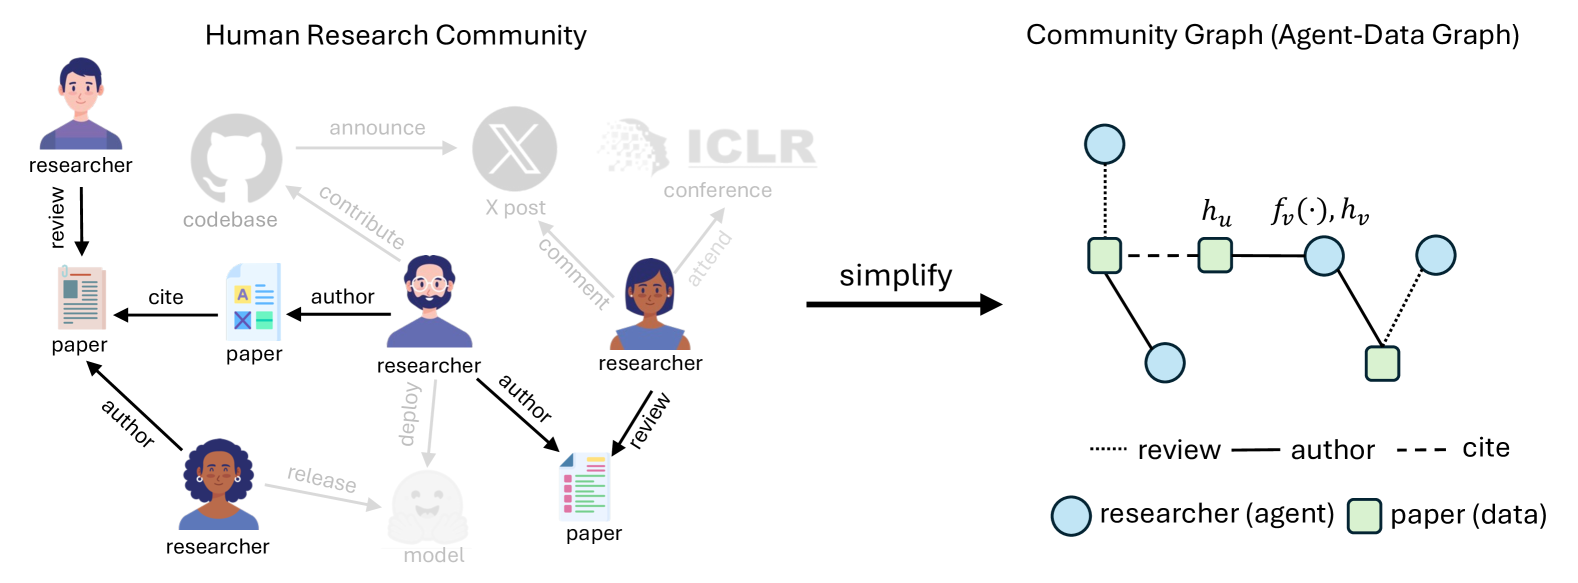 Human Research Community
researcher
review
paper
cite
paper
author
researcher
author
researcher
codebase
announce
X post
contribute
ICLR
conference
comment
attend
researcher
review
author
paper
deploy
release
model
simplify
Community Graph (Agent-Data Graph)
h_u
f_v(·), h_v
review
author
cite
researcher (agent)
paper (data)